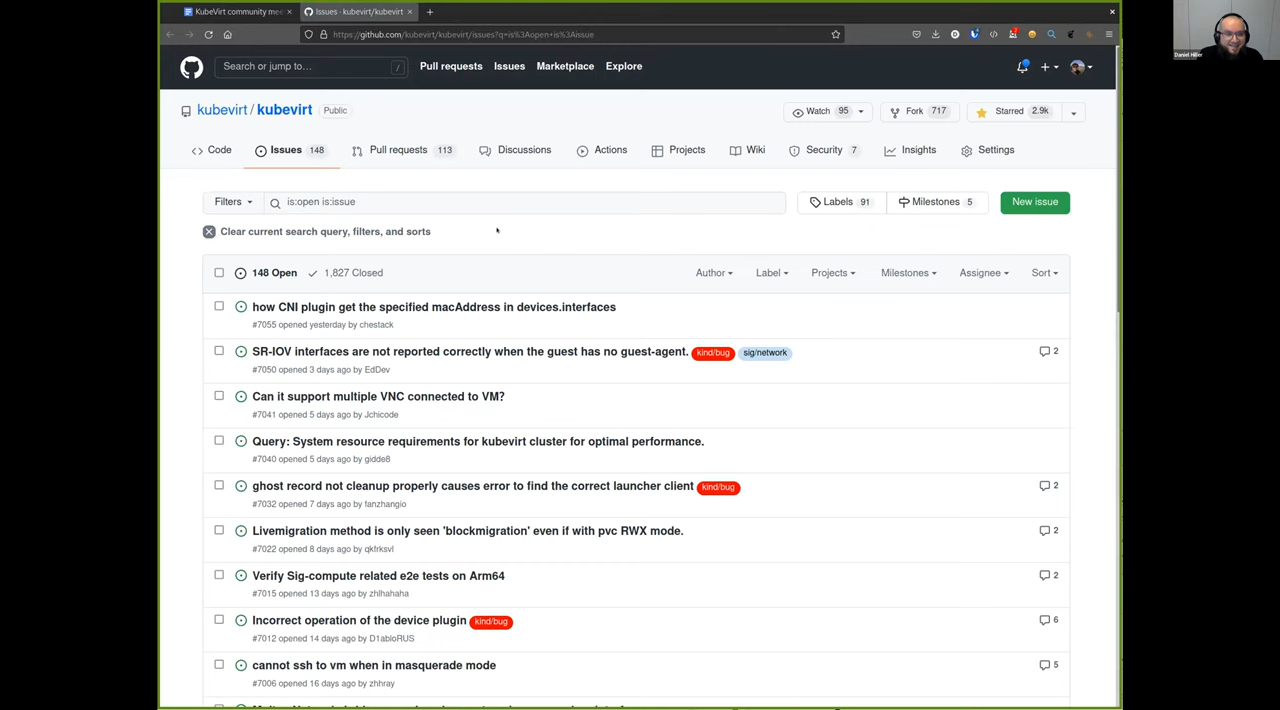 KubeVirt community mee
Issues · kubevirt/kubevirt
https://github.com/kubevirt/kubevirt/issues?q=is%3Aopen+is%3Aissue
Daniel Hiller
Search or jump to…
/
Pull requests
Issues
Marketplace
Explore
kubevirt / kubevirt
Public
Watch 95
Fork 717
Starred 2.9k
Code
Issues 148
Pull requests 113
Discussions
Actions
Projects
Wiki
Security 7
Insights
Settings
Filters
is:open is:issue
Labels 91
Milestones 5
New issue
Clear current search query, filters, and sorts
148 Open
1,827 Closed
Author
Label
Projects
Milestones
Assignee
Sort
how CNI plugin get the specified macAddress in devices.interfaces
#7055 opened yesterday by chestack
SR-IOV interfaces are not reported correctly when the guest has no guest-agent. kind/bug sig/network
2
#7050 opened 3 days ago by EdDev
Can it support multiple VNC connected to VM?
#7041 opened 5 days ago by Jchicode
Query: System resource requirements for kubevirt cluster for optimal performance.
#7040 opened 5 days ago by gidde8
ghost record not cleanup properly causes error to find the correct launcher client kind/bug
2
#7032 opened 7 days ago by fanzhangio
Livemigration method is only seen 'blockmigration' even if with pvc RWX mode.
2
#7022 opened 8 days ago by qkfrksvl
Verify Sig-compute related e2e tests on Arm64
2
#7015 opened 13 days ago by zhlhahaha
Incorrect operation of the device plugin kind/bug
6
#7012 opened 14 days ago by D1abloRUS
cannot ssh to vm when in masquerade mode
5
#7006 opened 16 days ago by zhhray